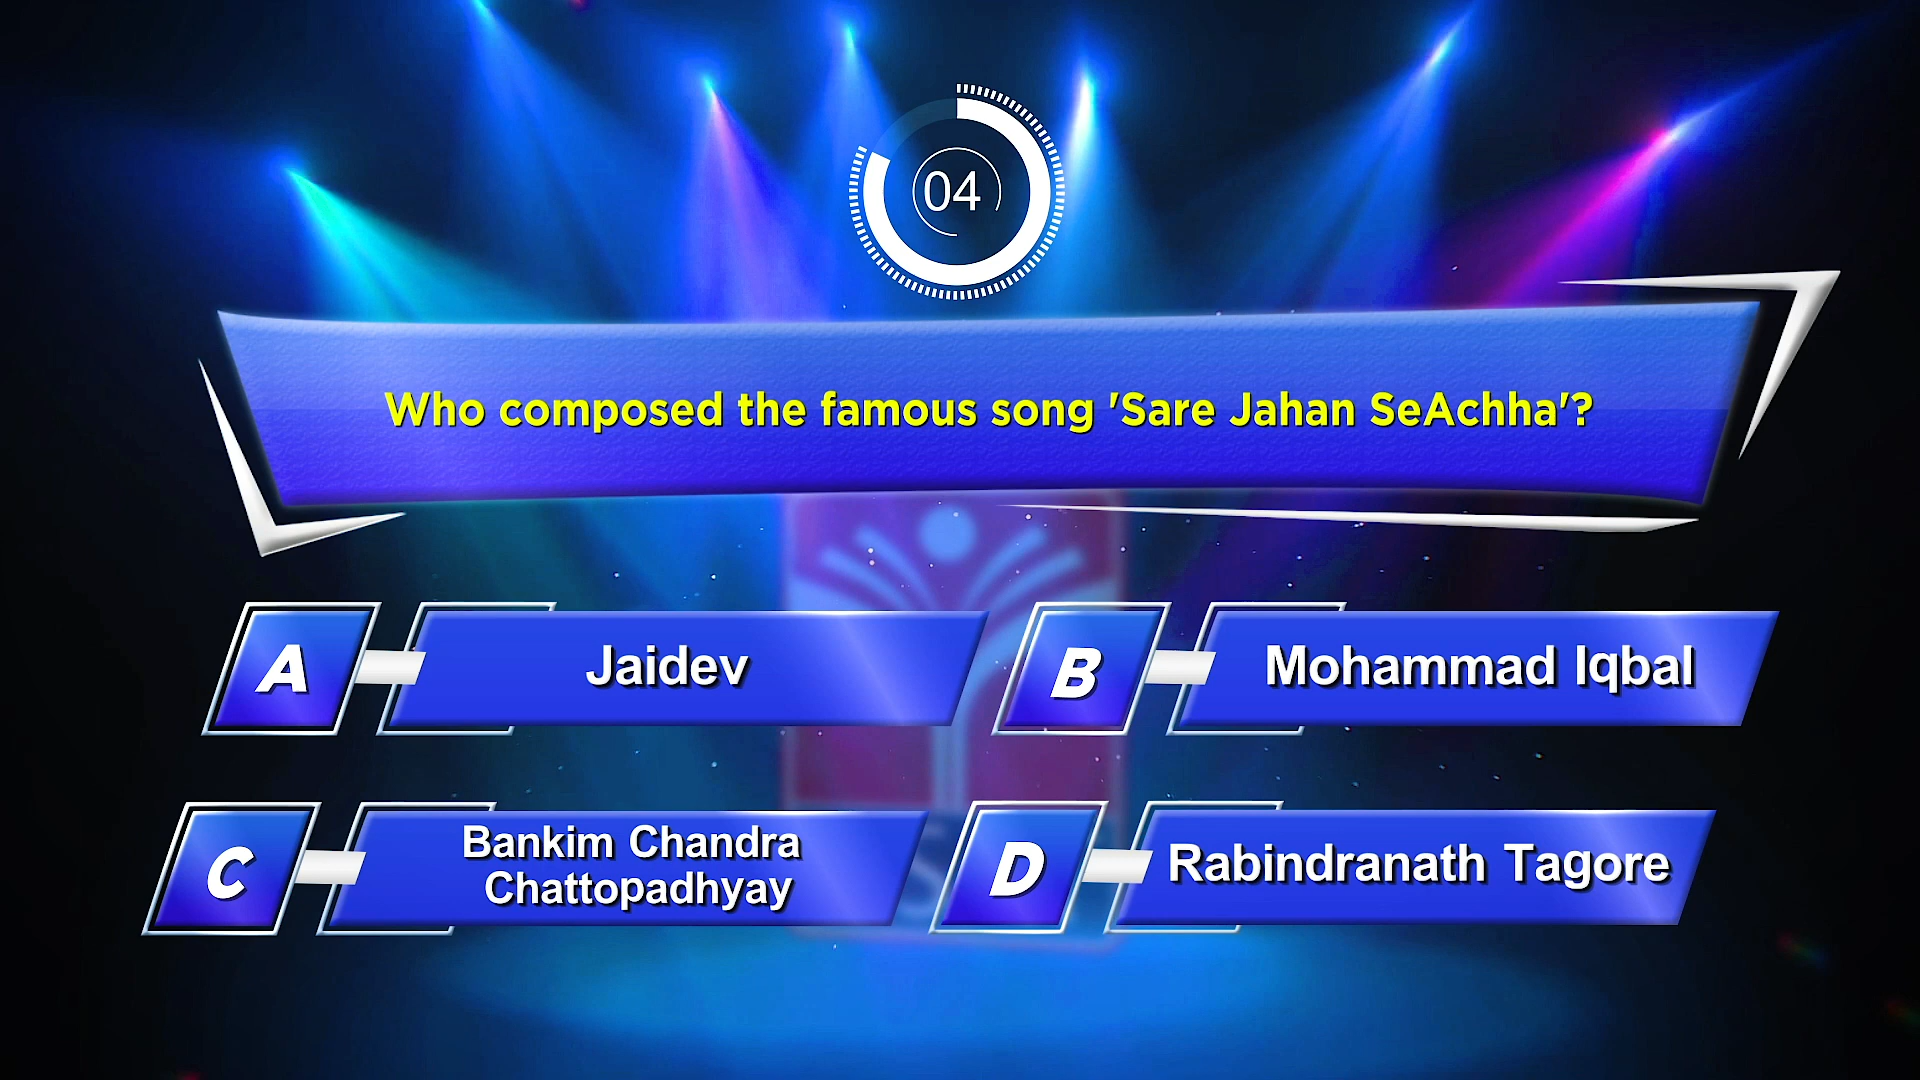 04
Who composed the famous song 'Sare Jahan SeAchha'?
A
Jaidev
B
Mohammad Iqbal
C
Bankim Chandra
Chattopadhyay
D
Rabindranath Tagore